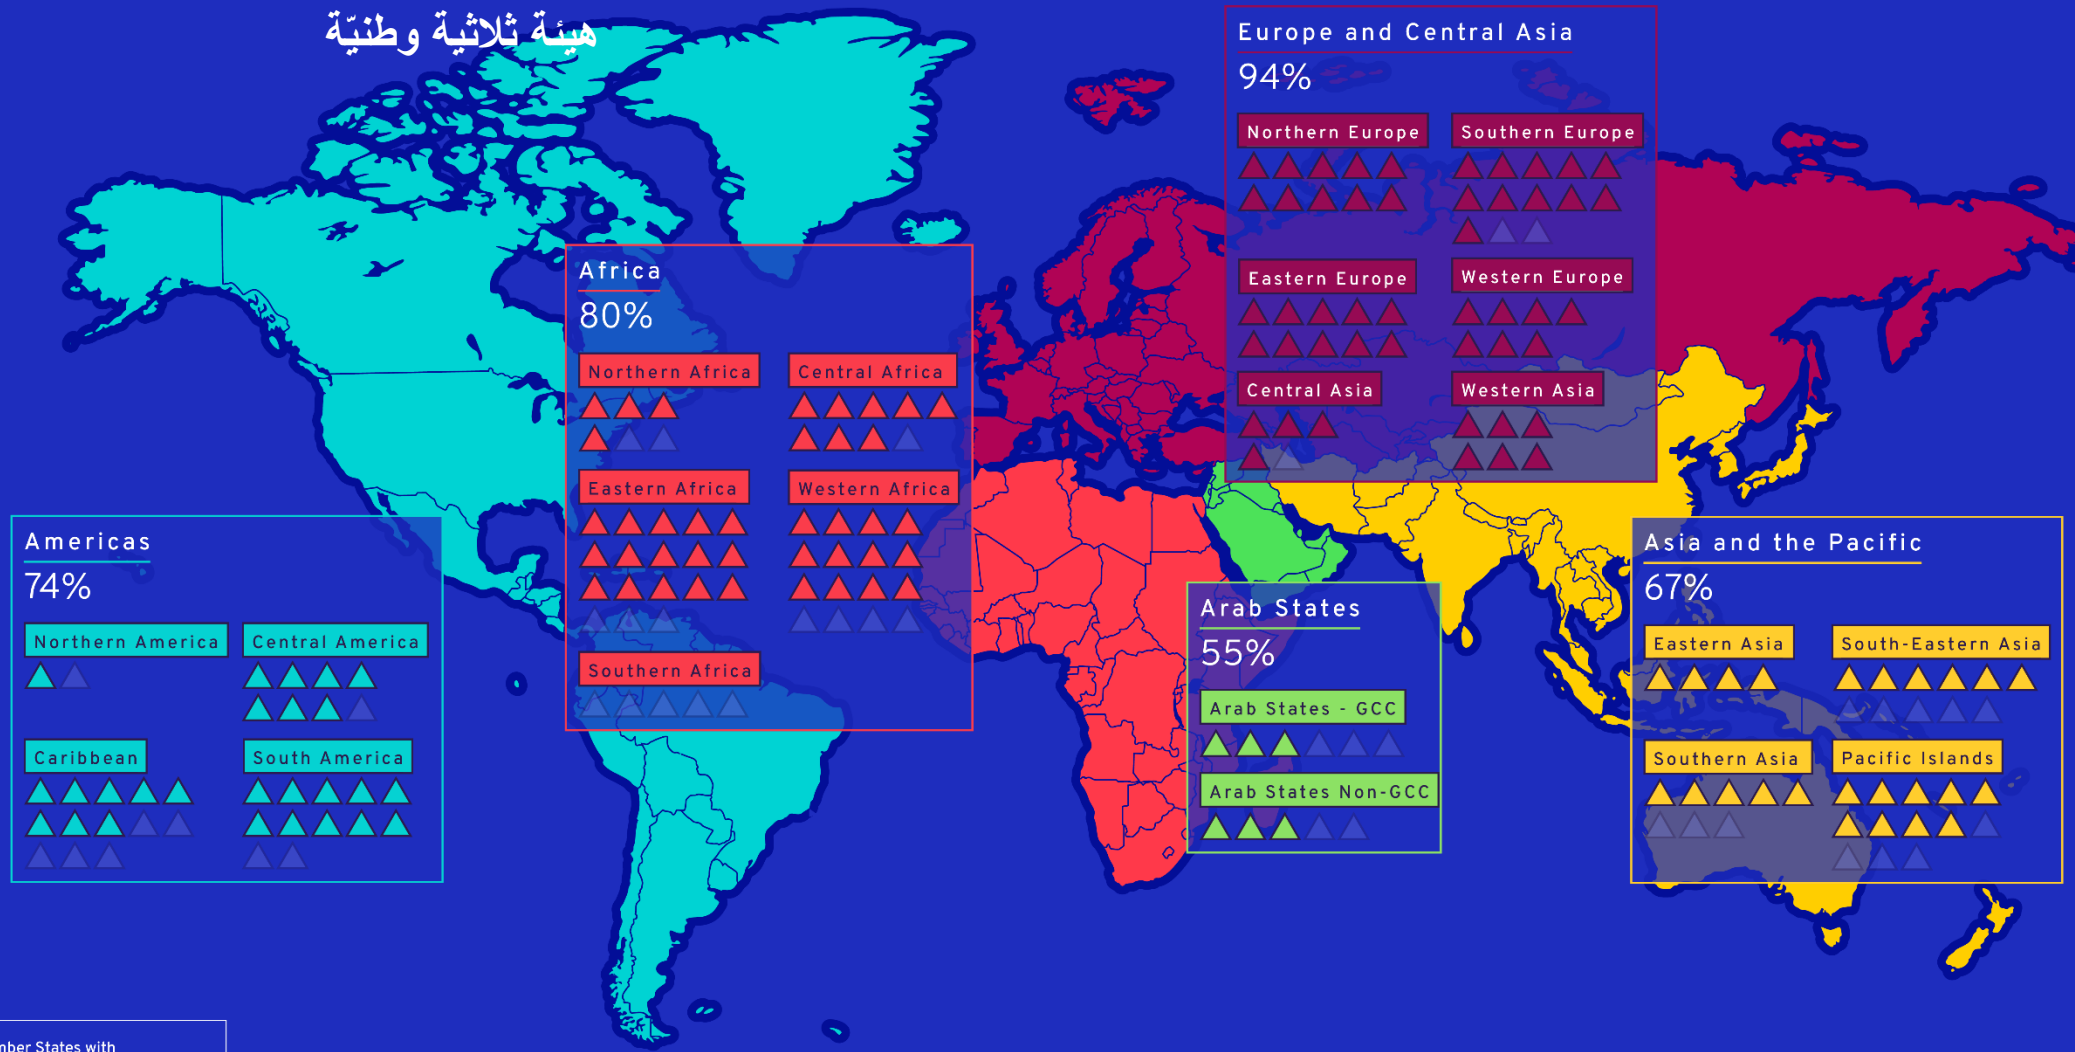 هيئة ثلاثية وطنيّة
Europe and Central Asia
94%
Northern Europe
Southern Europe
Eastern Europe
Western Europe
Central Asia
Western Asia
Africa
80%
Northern Africa
Central Africa
Eastern Africa
Western Africa
Southern Africa
Americas
74%
Northern America
Central America
Caribbean
South America
Arab States
55%
Arab States - GCC
Arab States Non-GCC
Asia and the Pacific
67%
Eastern Asia
South-Eastern Asia
Southern Asia
Pacific Islands
States with